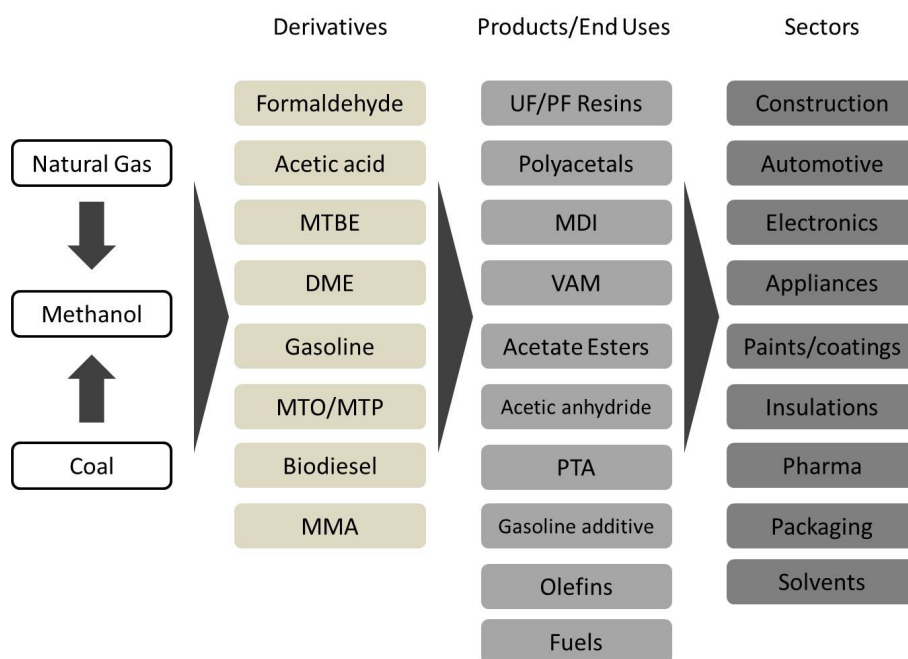 Derivatives
Products/End Uses
Sectors
Natural Gas
Methanol
Coal
Formaldehyde
Acetic acid
MTBE
DME
Gasoline
MTO/MTP
Biodiesel
MMA
UF/PF Resins
Polyacetals
MDI
VAM
Acetate Esters
Acetic anhydride
PTA
Gasoline additive
Olefins
Fuels
Construction
Automotive
Electronics
Appliances
Paints/coatings
Insulations
Pharma
Packaging
Solvents